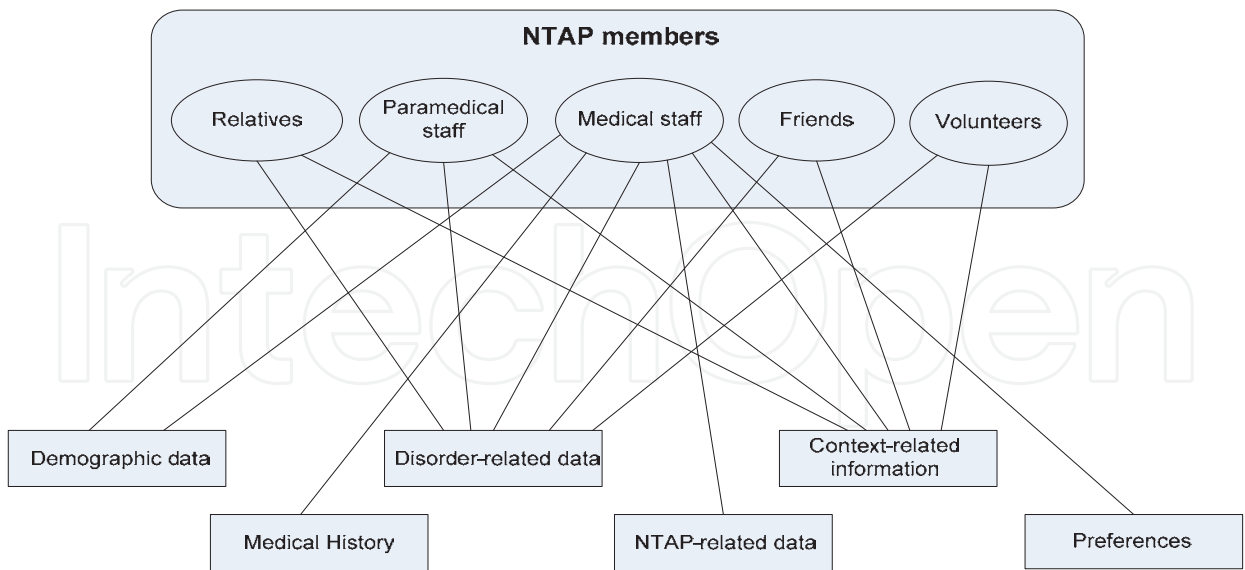 NTAP members
Relatives
Paramedical
staff
Medical staff
Friends
Volunteers
IntechOpen
Demographic data
Disorder-related data
Context-related
information
Medical History
NTAP-related data
Preferences